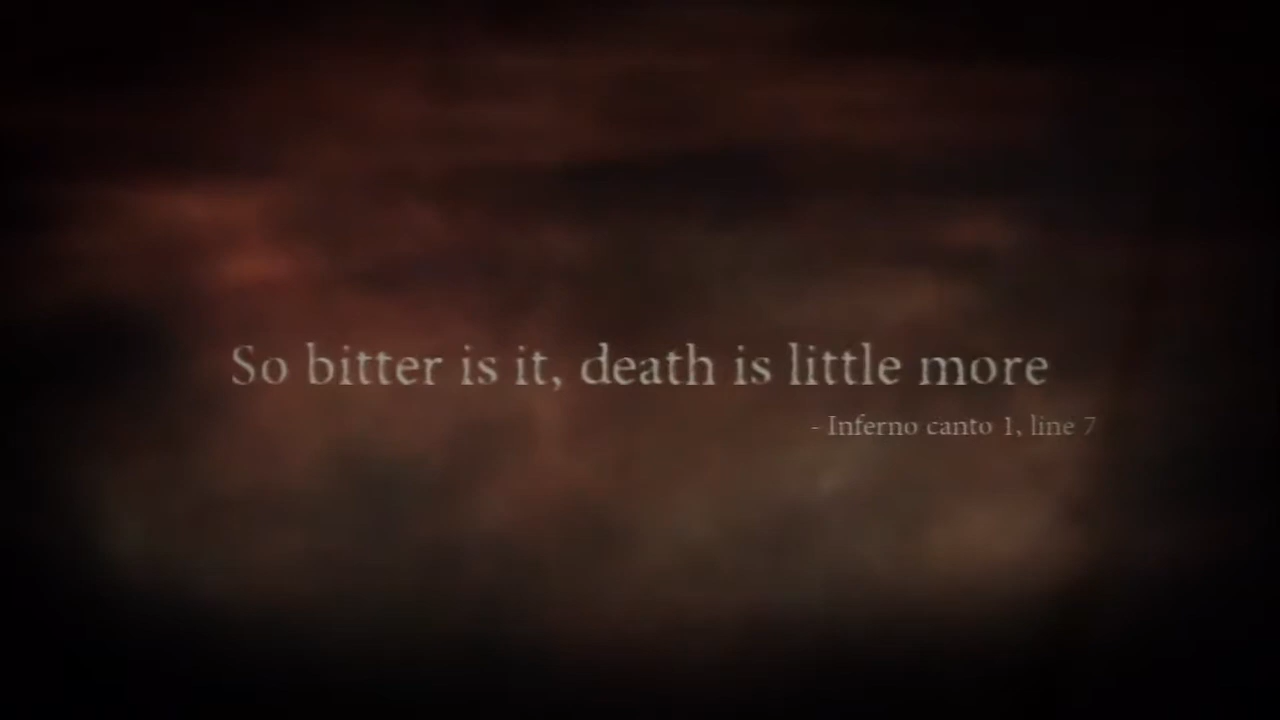 So bitter is it, death is little more
- Inferno canto 1, line 7